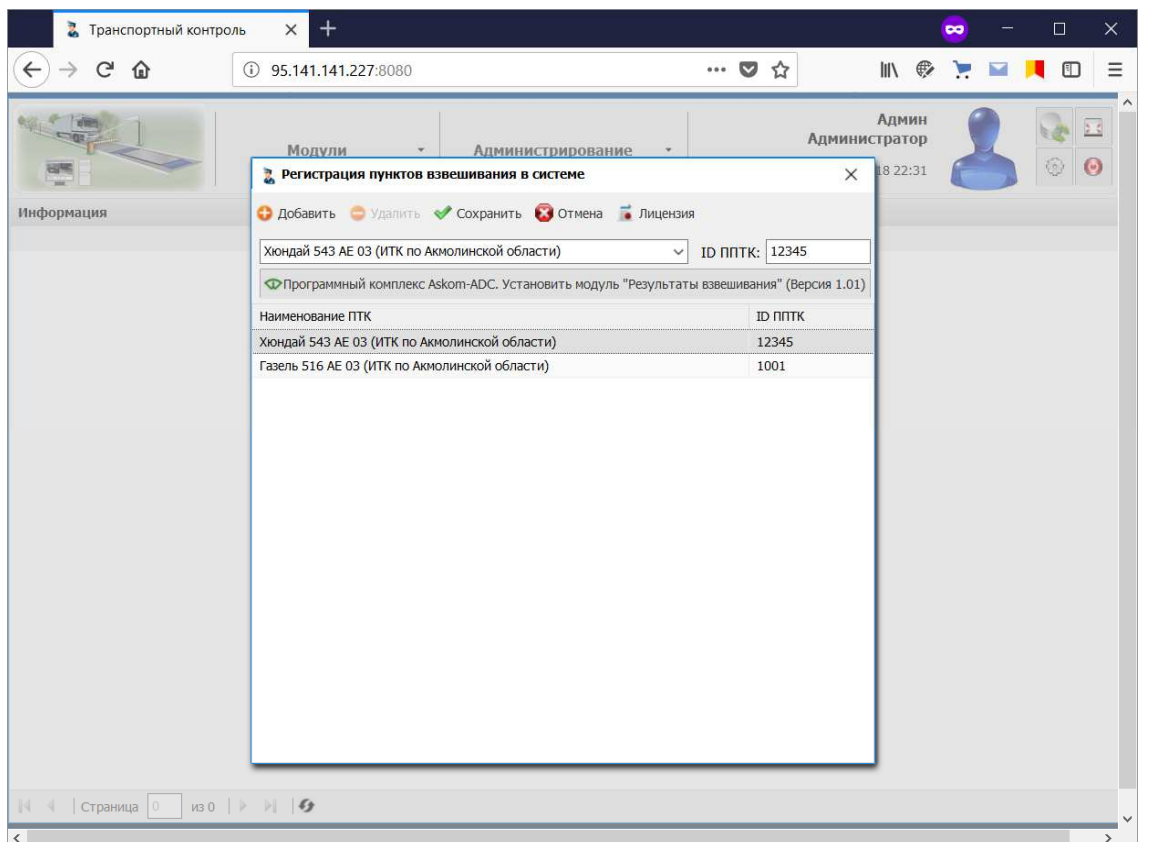 Транспортный контроль
95.141.141.227:8080
Админ
Администратор
Модули
Администрирование
18 22:31
Информация
Регистрация пунктов взвешивания в системе
Добавить Удалить Сохранить Отмена Лицензия
Хюндай 543 AE 03 (ИТК по Акмолинской области) ID ППТК: 12345
Программный комплекс Askom-ADC. Установить модуль "Результаты взвешивания" (Версия 1.01)
Наименование ПТК ID ППТК
Хюндай 543 AE 03 (ИТК по Акмолинской области) 12345
Газель 516 AE 03 (ИТК по Акмолинской области) 1001
Страница 0 из 0